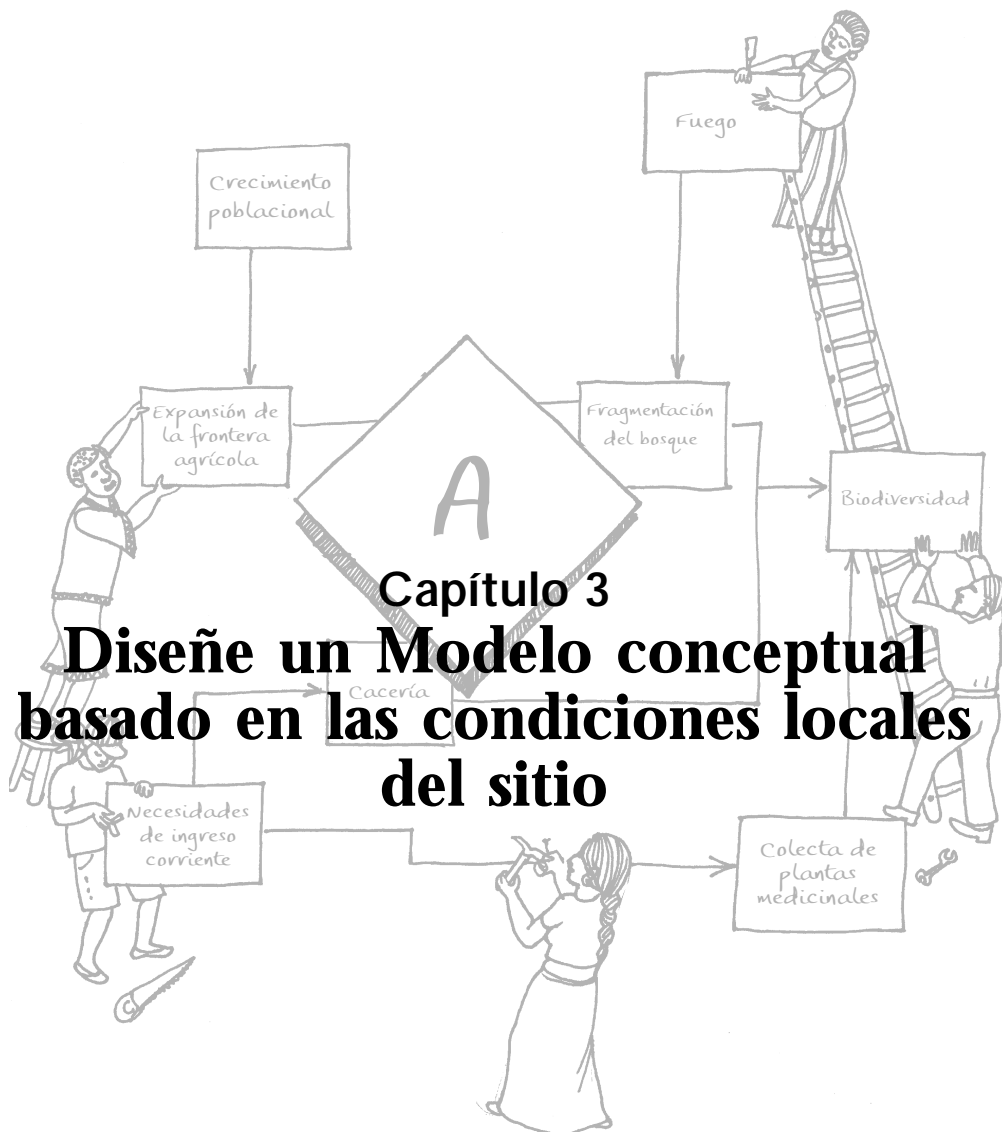 Fuego
Crecimiento
poblacional
Expansión de
la frontera
agrícola
Fragmentación
del bosque
A
Biodiversidad
Capítulo 3
Diseñe un Modelo conceptual
basado en las condiciones locales
del sitio
Cacería
Necesidades
de ingreso
corriente
Colecta de
plantas
medicinales